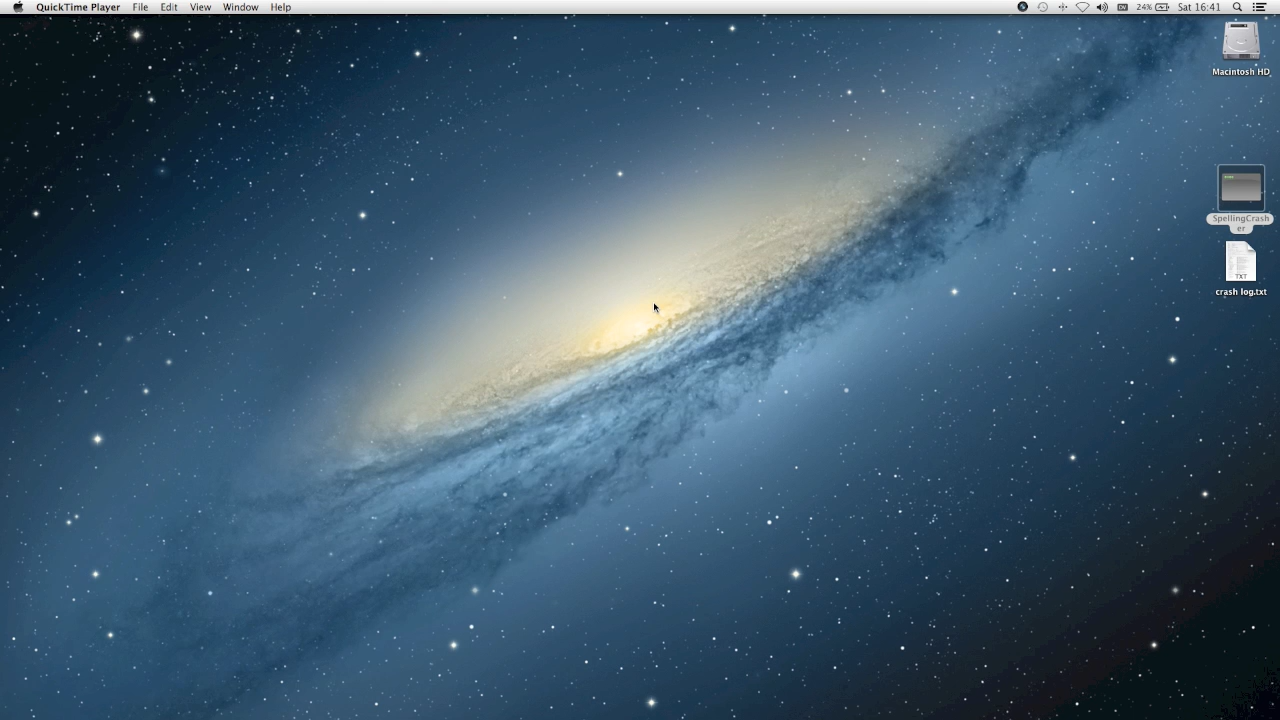 QuickTime Player File Edit View Window Help 24% Sat 16:41
Macintosh HD
SpellingCrash
er
TXT
crash log.txt